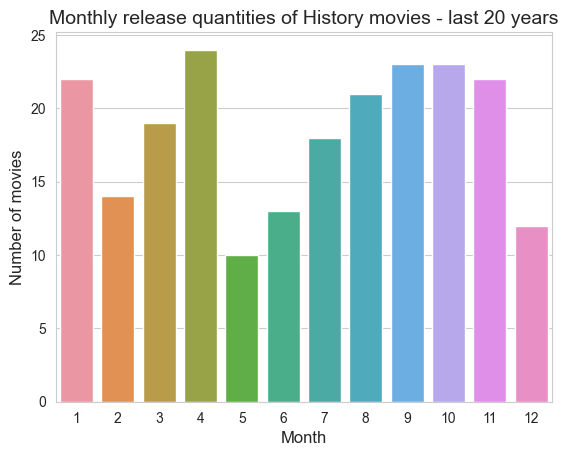 Monthly release quantities of History movies - last 20 years
25
20
15
10
5
0
Number of movies
1 2 3 4 5 6 7 8 9 10 11 12
Month